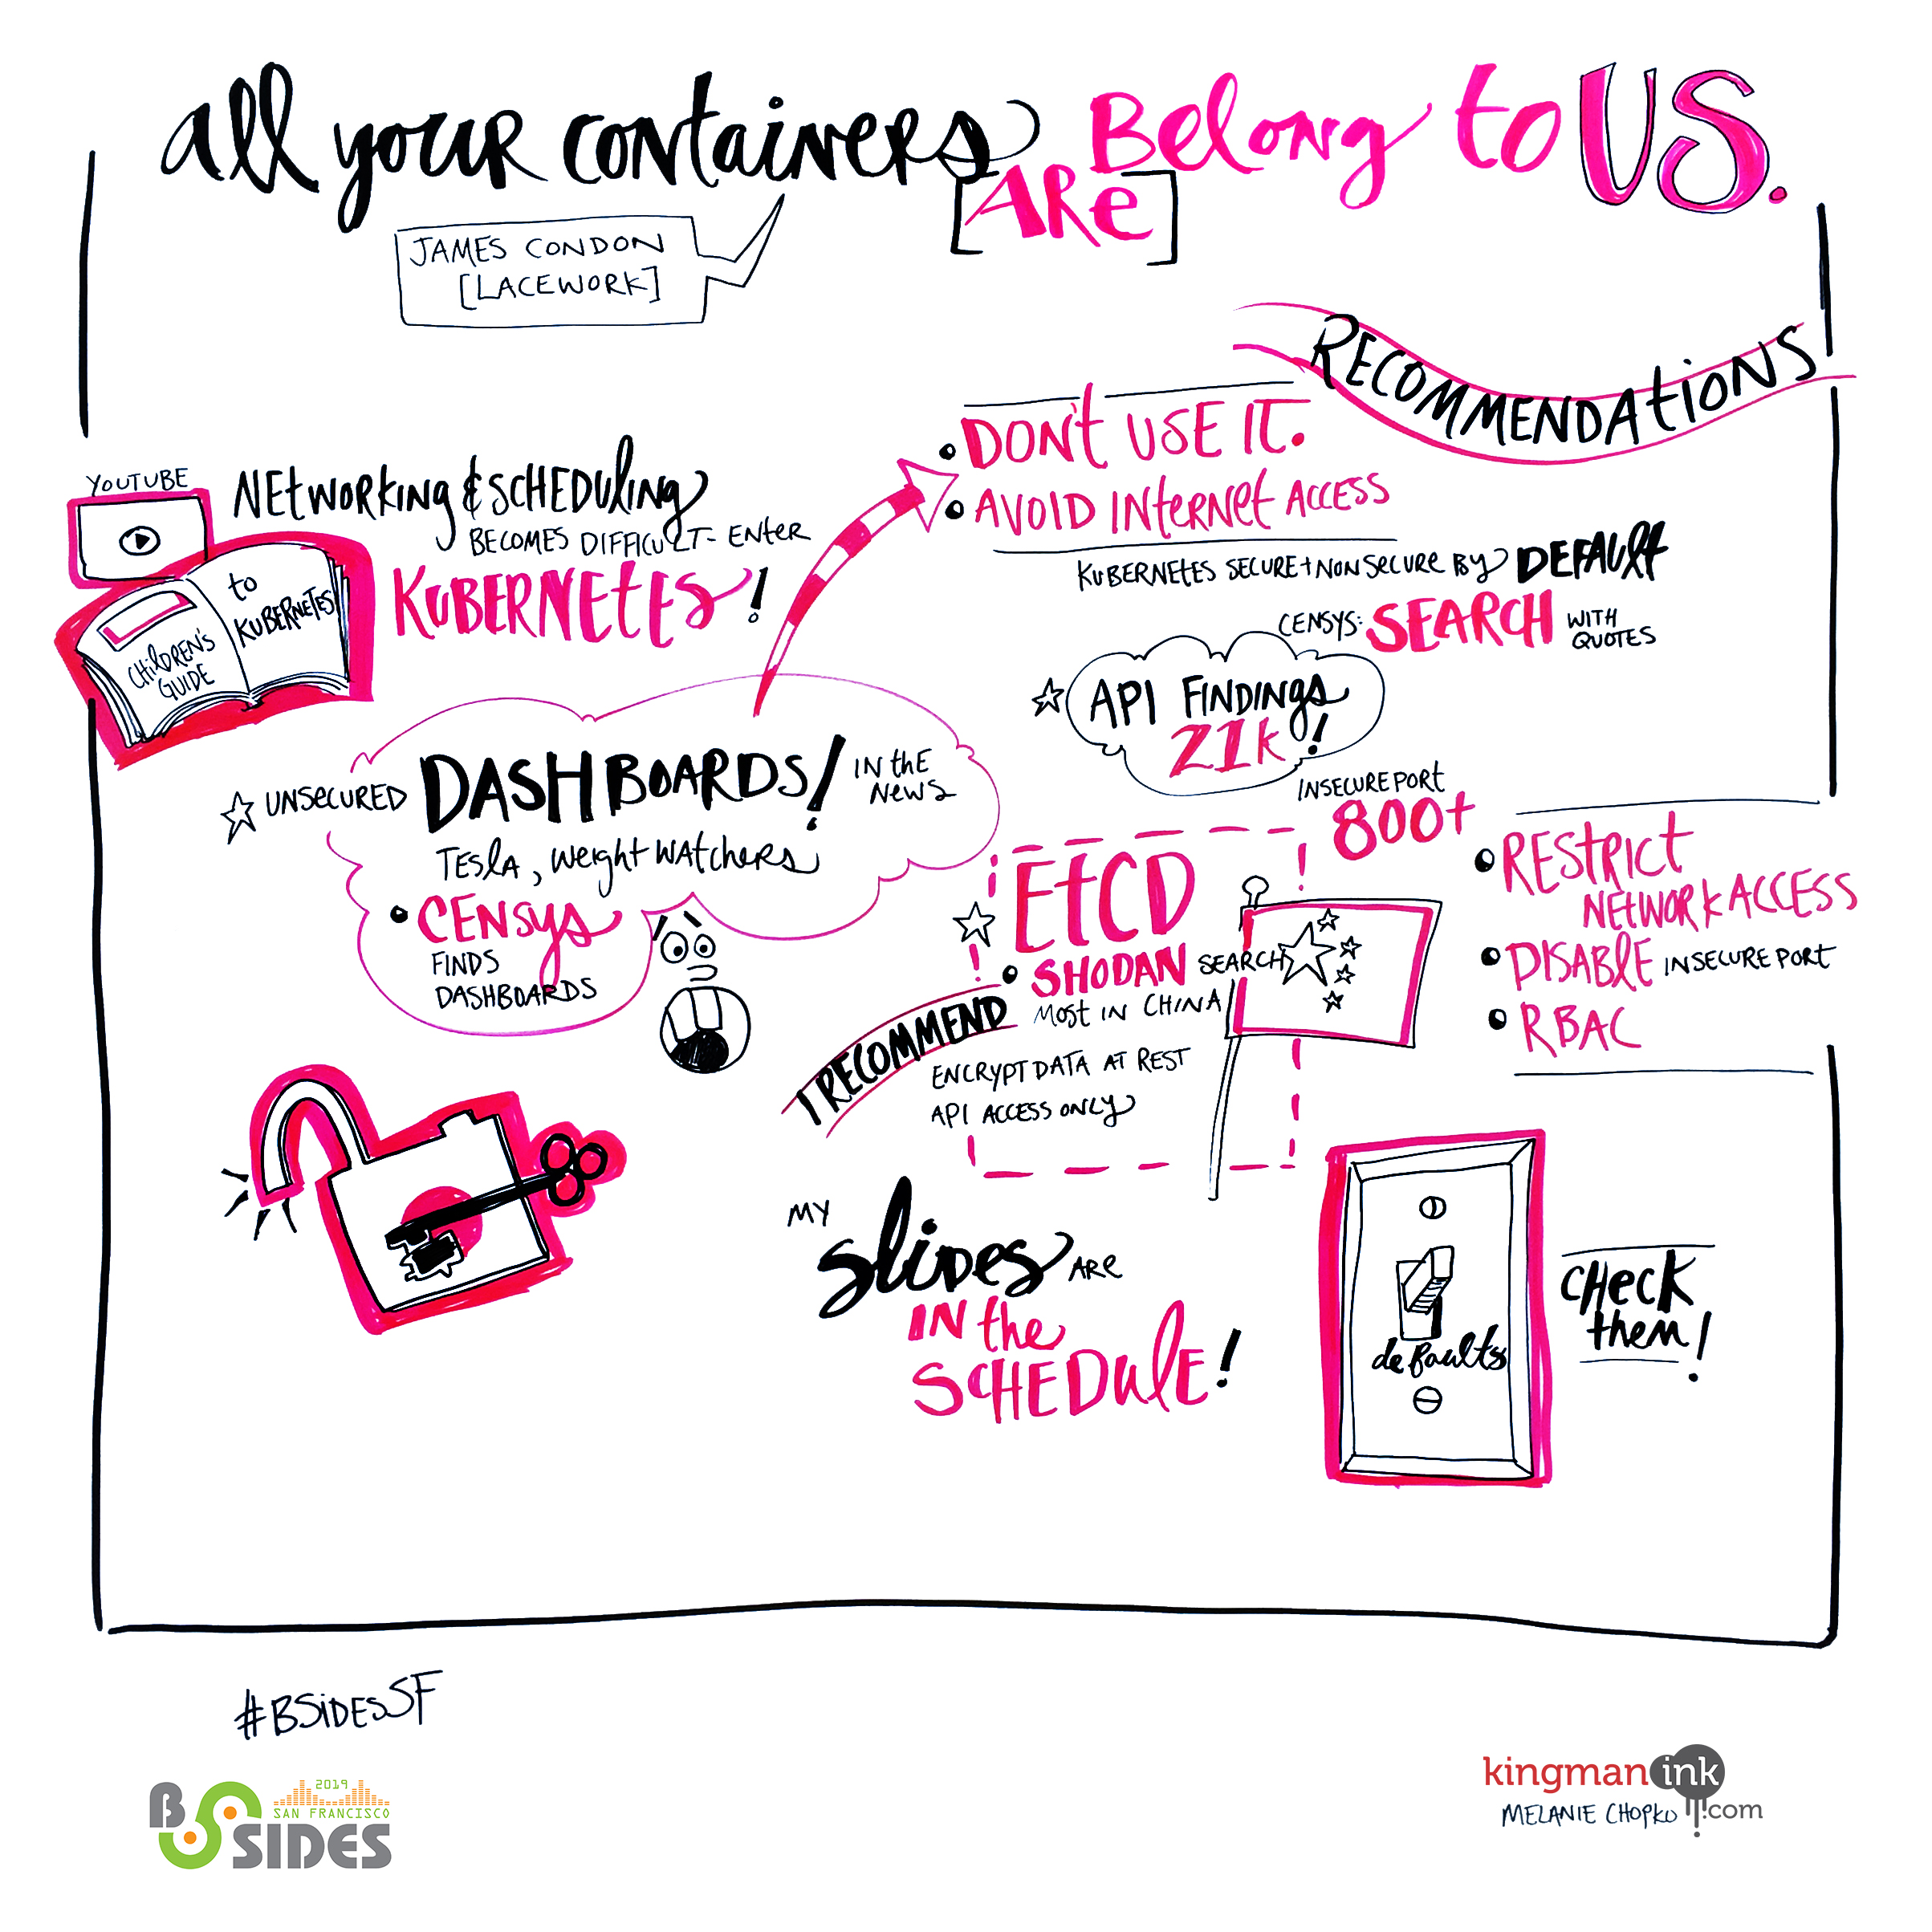 all your containers Belong to US.
[ARe]
JAMES CONDON
[LACEWORK]
RECOMMENDAtiONS
• DON't USE IT.
• AVOID INterNet ACCESS
KUBERNETES SECURE + NON SECURE By DEFAUlt
CENSYS: SEARCH WITH
QUOTES
YOUTUBE
NEtWORKING & SCHEDUliNg
BECOMES DIFFICULT - ENter
KUBERNEtES!
CHilDREN'S
GUIDE
to
KUBERNETES
API FINDINgs
21K!
UNSECURED DASHBOARDS! IN thE
NEWS
TESlA, WEIGHT WAtCHERS
• CENSys
FINDS
DASHBOARDS
INSECURE PORT
800+
EtCD
• SHODAN SEARCH
MOSt IN CHINA
I RECOMMEND
ENCRYPT DATA AT REST
API ACCESS ONLY
• REStRICT
NEtWORK ACCESS
• DISABlE INSECURE PORT
• RBAC
MY
SliDes ARe
IN the
SCHEDUlE!
defaults
CHecK
them!
#BSiDESSF
2019
SAN FRANCISCO
B SIDES
kingman ink
.com
MELANIE CHOPKO